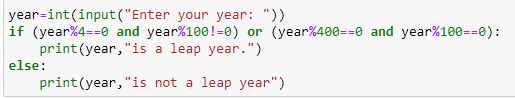 year=int(input("Enter your year: "))
if (year%4==0 and year%100!=0) or (year%400==0 and year%100==0):
    print(year,"is a leap year.")
else:
    print(year,"is not a leap year")